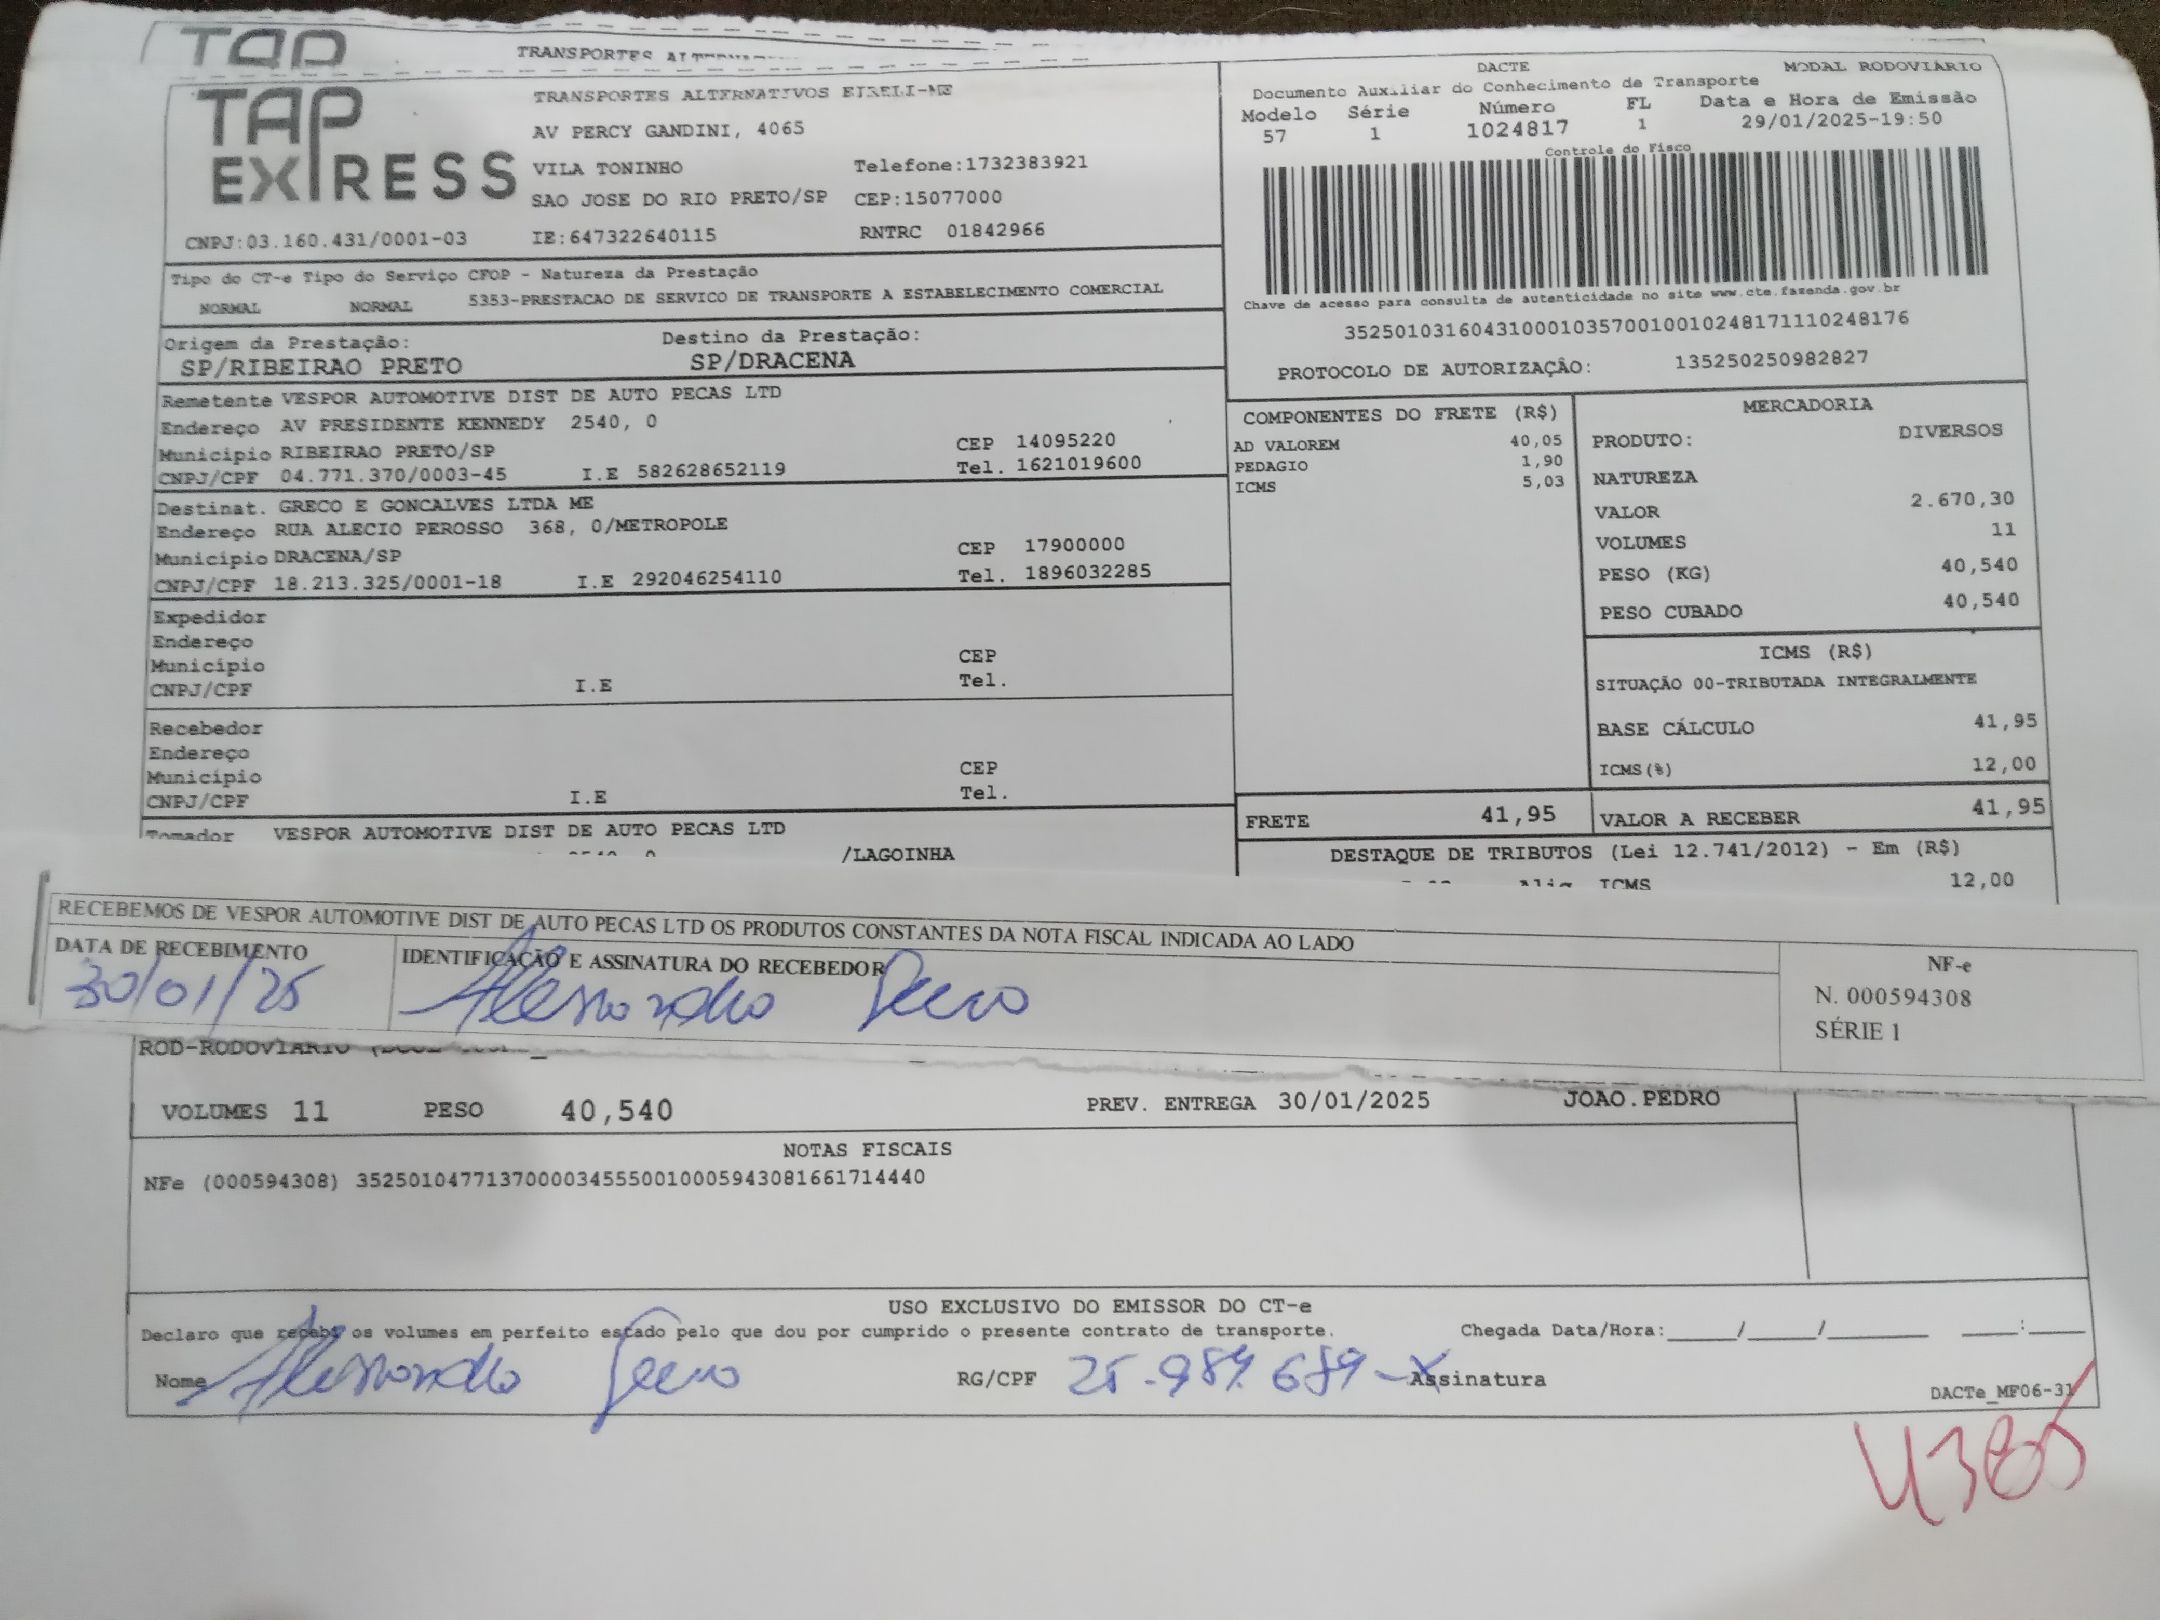 TAP
TRANSPORTES
TAP EXPRESS
TRANSPORTES ALTERNATIVOS EIRELI-ME
AV PERCY GANDINI, 4065
VILA TONINHO Telefone:1732383921
SAO JOSE DO RIO PRETO/SP CEP:15077000
CNPJ:03.160.431/0001-03 IE:647322640115 RNTRC 01842966
DACTE MODAL RODOVIÁRIO
Documento Auxiliar do Conhecimento de Transporte
Modelo Série Número FL Data e Hora de Emissão
57 1 1024817 1 29/01/2025-19:50
Controle do Fisco
Chave de acesso para consulta de autenticidade no site www.cte.fazenda.gov.br
35250103160431000103570010010248171110248176
PROTOCOLO DE AUTORIZAÇÃO: 135250250982827
Tipo do CT-e Tipo do Serviço CFOP - Natureza da Prestação
NORMAL NORMAL 5353-PRESTACAO DE SERVICO DE TRANSPORTE A ESTABELECIMENTO COMERCIAL
Origem da Prestação: Destino da Prestação:
SP/RIBEIRAO PRETO SP/DRACENA
Remetente VESPOR AUTOMOTIVE DIST DE AUTO PECAS LTD
Endereço AV PRESIDENTE KENNEDY 2540, 0
Município RIBEIRAO PRETO/SP CEP 14095220
CNPJ/CPF 04.771.370/0003-45 I.E 582628652119 Tel. 1621019600
Destinat. GRECO E GONCALVES LTDA ME
Endereço RUA ALECIO PEROSSO 368, 0/METROPOLE
Município DRACENA/SP CEP 17900000
CNPJ/CPF 18.213.325/0001-18 I.E 292046254110 Tel. 1896032285
Expedidor
Endereço
Município CEP
CNPJ/CPF I.E Tel.
Recebedor
Endereço
Município CEP
CNPJ/CPF I.E Tel.
Tomador VESPOR AUTOMOTIVE DIST DE AUTO PECAS LTD
/LAGOINHA
COMPONENTES DO FRETE (R$)
AD VALOREM 40,05
PEDAGIO 1,90
ICMS 5,03
MERCADORIA
PRODUTO: DIVERSOS
NATUREZA
VALOR 2.670,30
VOLUMES 11
PESO (KG) 40,540
PESO CUBADO 40,540
ICMS (R$)
SITUAÇÃO 00-TRIBUTADA INTEGRALMENTE
BASE CÁLCULO 41,95
ICMS(%) 12,00
FRETE 41,95 VALOR A RECEBER 41,95
DESTAQUE DE TRIBUTOS (Lei 12.741/2012) - Em (R$)
ICMS 12,00
RECEBEMOS DE VESPOR AUTOMOTIVE DIST DE AUTO PECAS LTD OS PRODUTOS CONSTANTES DA NOTA FISCAL INDICADA AO LADO
DATA DE RECEBIMENTO IDENTIFICAÇÃO E ASSINATURA DO RECEBEDOR
30/01/25 Alessandro Greco
NF-e
N. 000594308
SÉRIE 1
ROD-RODOVIARIO
VOLUMES 11 PESO 40,540 PREV. ENTREGA 30/01/2025 JOAO.PEDRO
NOTAS FISCAIS
NFe (000594308) 35250104771370000345550010005943081661714440
USO EXCLUSIVO DO EMISSOR DO CT-e
Declaro que recebi os volumes em perfeito estado pelo que dou por cumprido o presente contrato de transporte. Chegada Data/Hora:_____/_____/_______ ____:____
Nome Alessandro Greco RG/CPF 25.989.689-X Assinatura
DACTe_MF06-31